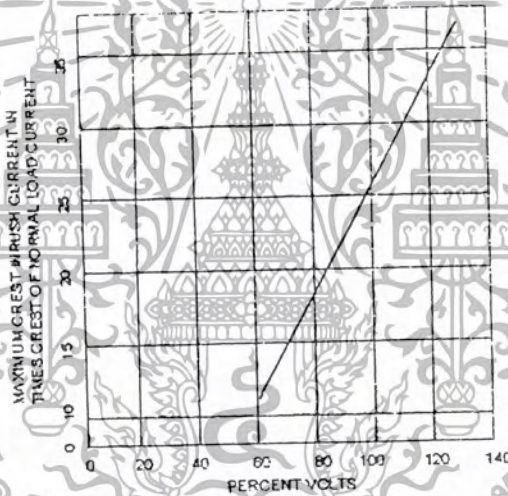 MAXIMUM CREST INRUSH CURRENT IN
TIMES CREST OF NORMAL LOAD CURRENT
35
30
25
20
15
10
0
0 20 40 60 80 100 120 140
PERCENT VOLTS